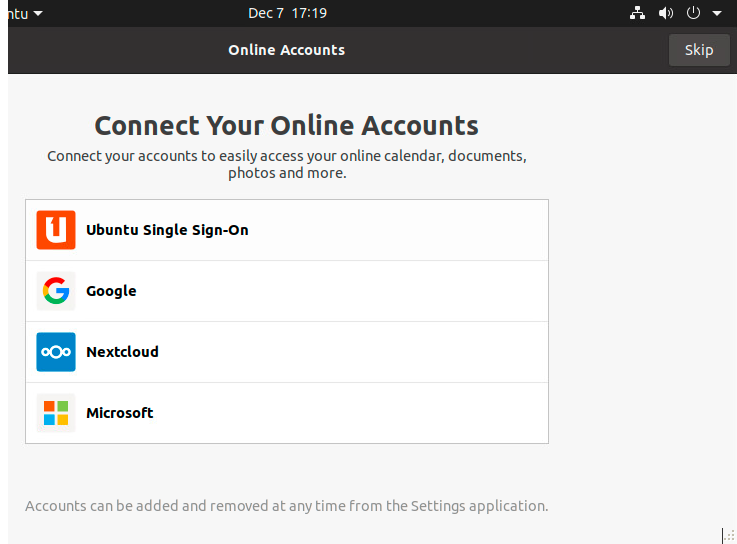 ntu Dec 7 17:19
Online Accounts Skip
Connect Your Online Accounts
Connect your accounts to easily access your online calendar, documents,
photos and more.
Ubuntu Single Sign-On
Google
Nextcloud
Microsoft
Accounts can be added and removed at any time from the Settings application.